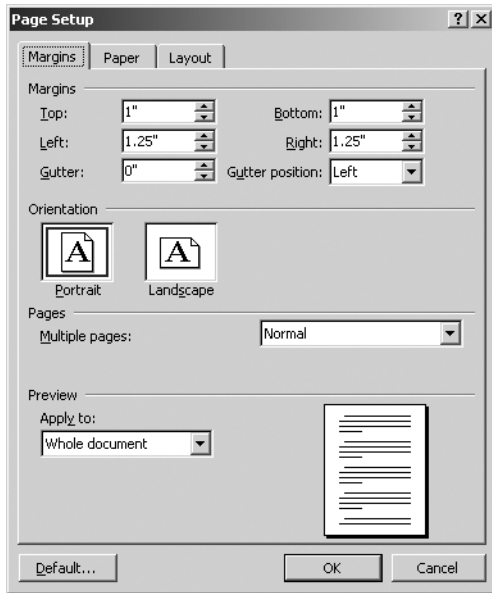 Page Setup
Margins Paper Layout
Margins
Top: 1" Bottom: 1"
Left: 1.25" Right: 1.25"
Gutter: 0" Gutter position: Left
Orientation
A A
Portrait Landscape
Pages
Multiple pages: Normal
Preview
Apply to:
Whole document
Default... OK Cancel